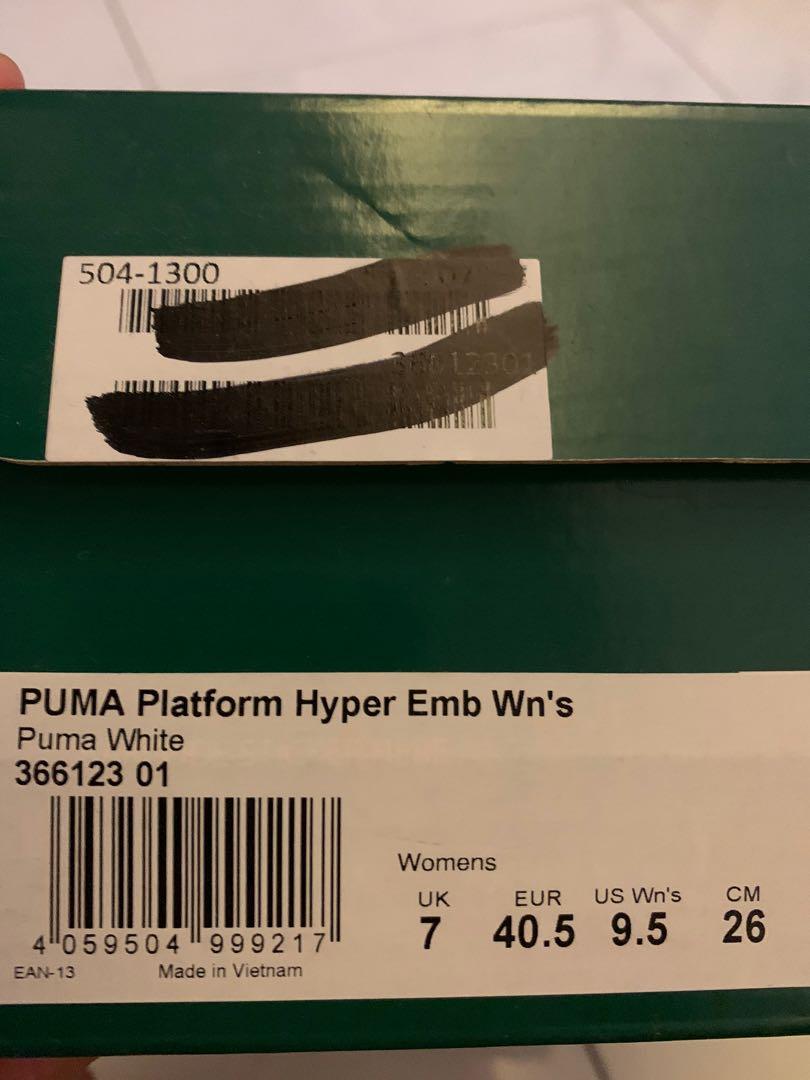 504-1300
PUMA Platform Hyper Emb Wn's
Puma White
366123 01
4 059504 999217
EAN-13 Made in Vietnam
Womens
UK EUR US Wn's CM
7 40.5 9.5 26